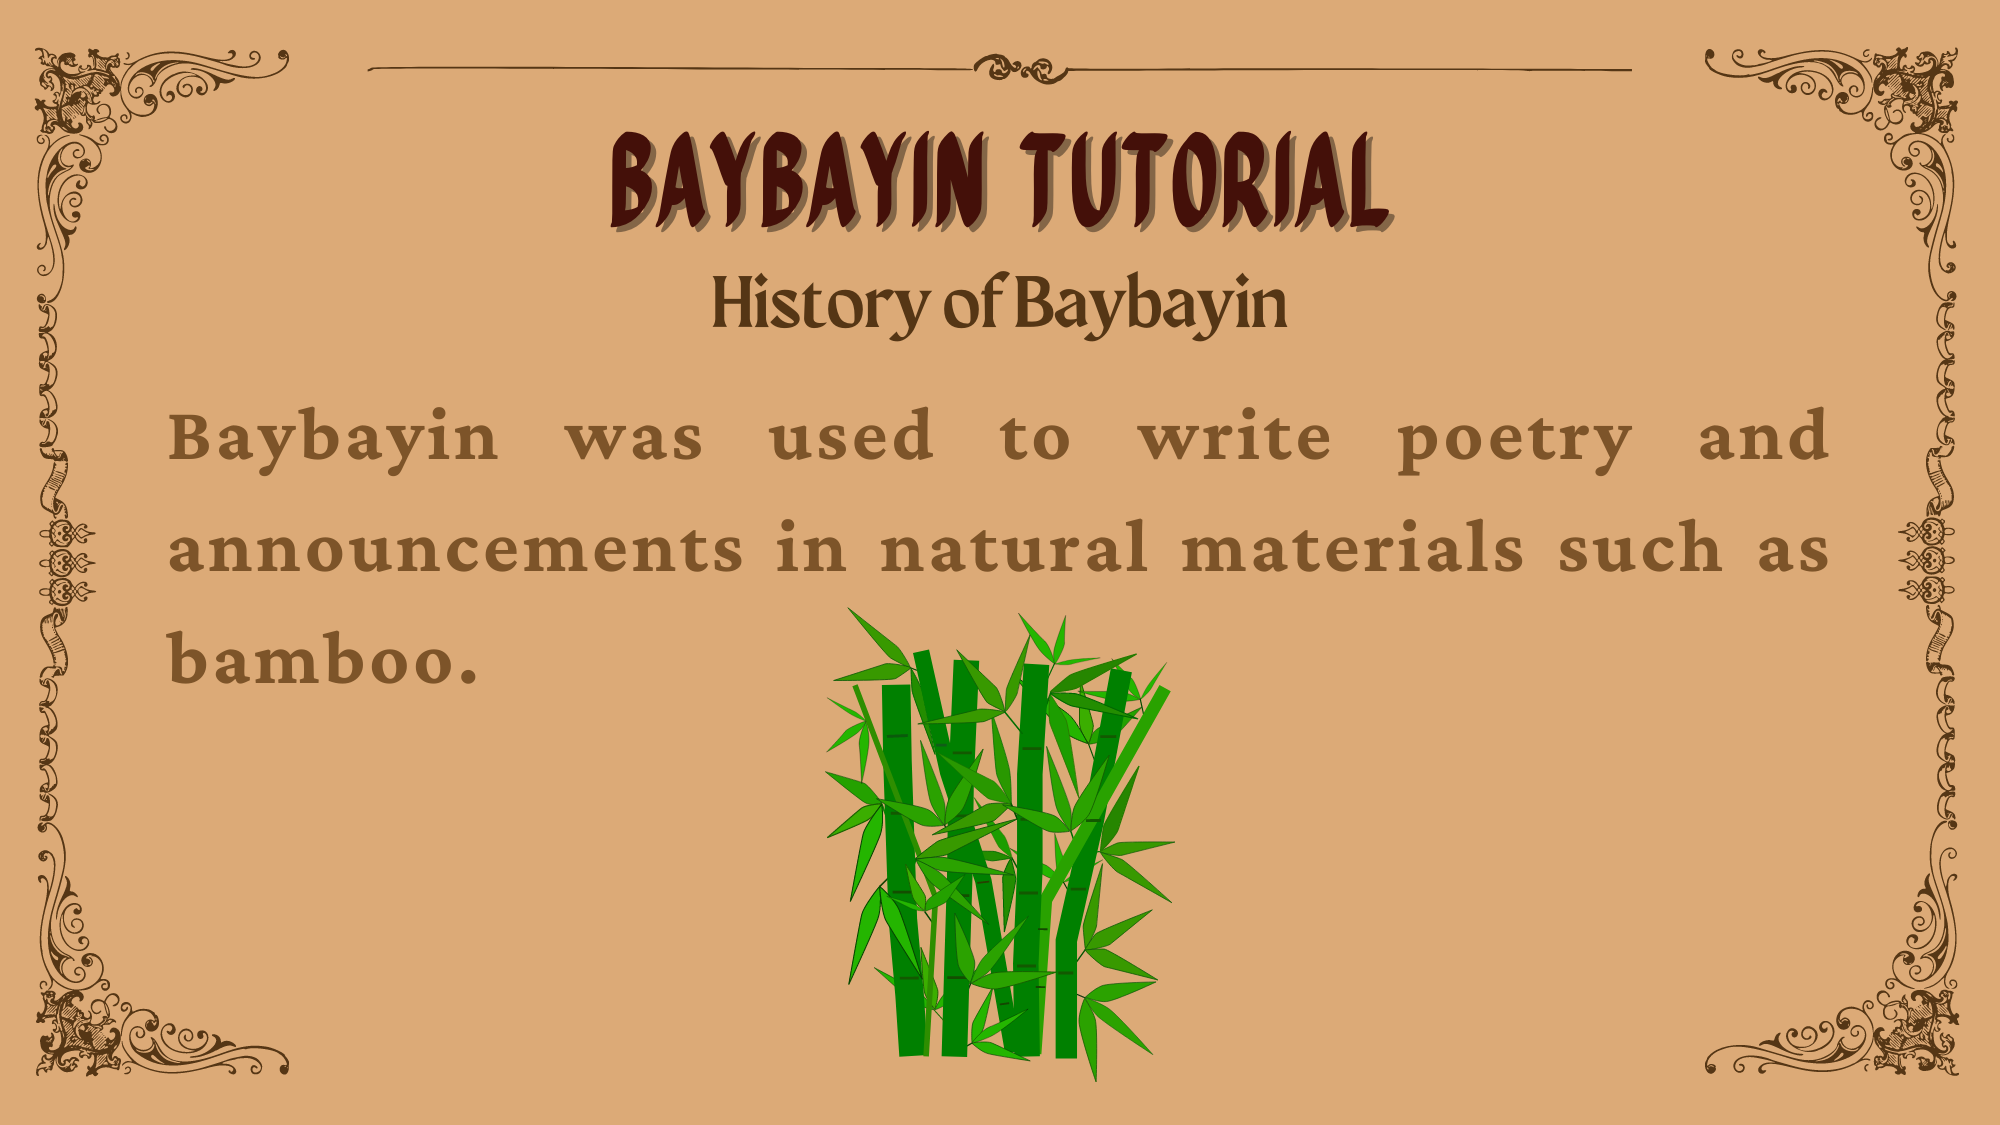 BAYBAYIN TUTORIAL
History of Baybayin
Baybayin was used to write poetry and
announcements in natural materials such as
bamboo.